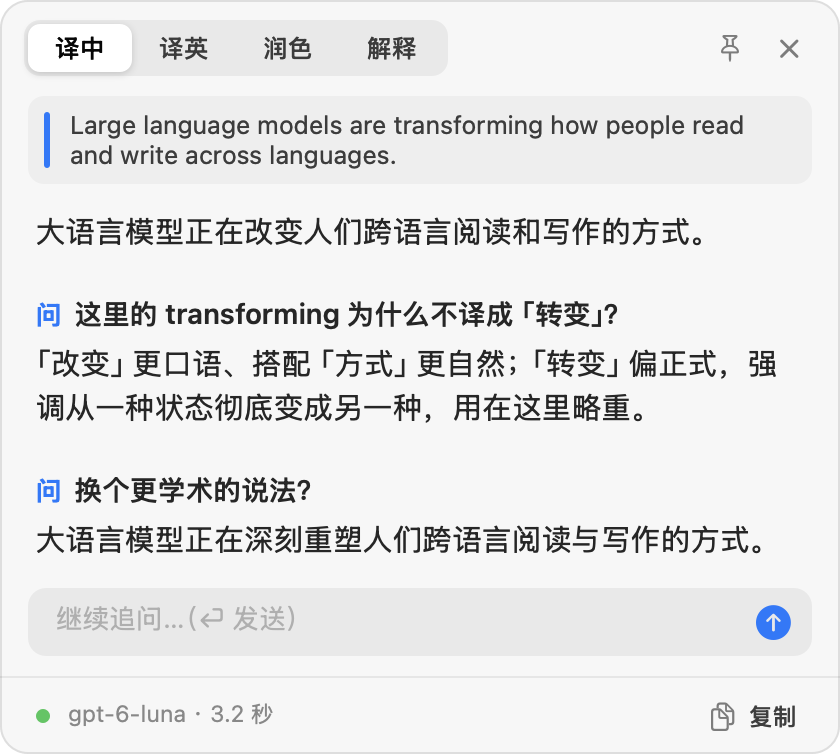 译中 译英 润色 解释
Large language models are transforming how people read
and write across languages.
大语言模型正在改变人们跨语言阅读和写作的方式。
问 这里的 transforming 为什么不译成「转变」?
「改变」更口语、搭配「方式」更自然;「转变」偏正式，强
调从一种状态彻底变成另一种，用在这里略重。
问 换个更学术的说法?
大语言模型正在深刻重塑人们跨语言阅读与写作的方式。
继续追问…(⏎ 发送)
gpt-6-luna · 3.2 秒 复制